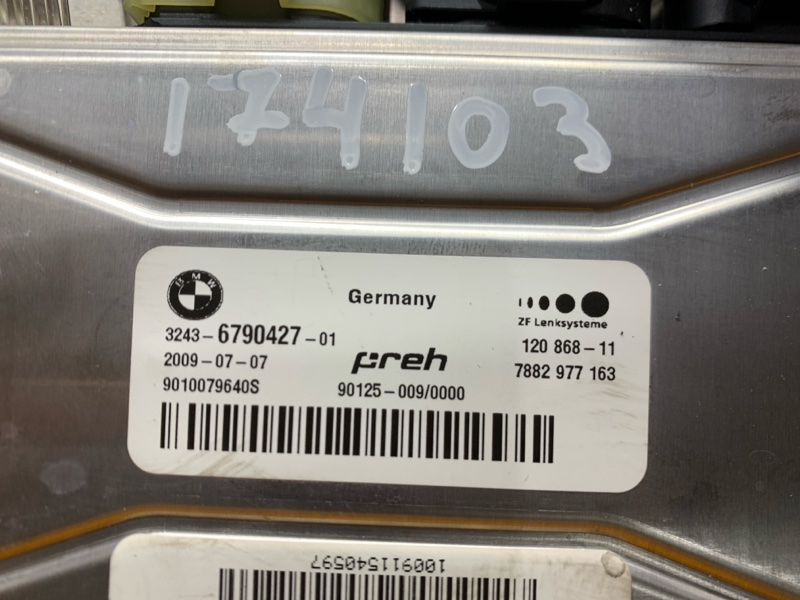 174103
BMW
Germany
ZF Lenksysteme
3243-6790427-01
120 868-11
2009-07-07
preh
7882 977 163
9010079640S
90125-009/0000
100911540597